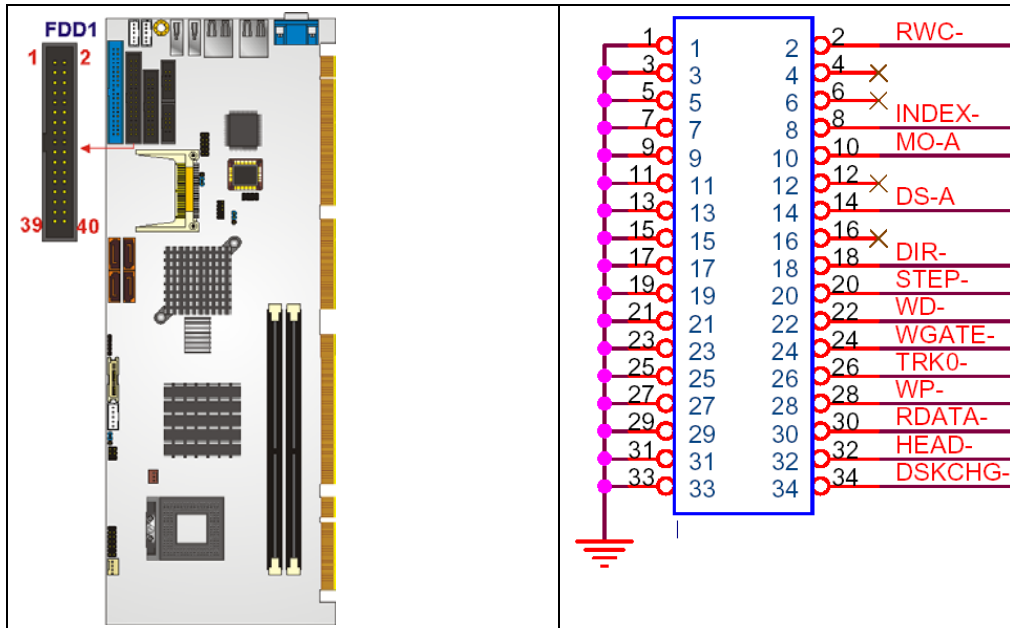 FDD1
1 2
39 40
1 1 2 2 RWC-
3 3 4 4
5 5 6 6
7 7 8 8 INDEX-
9 9 10 10 MO-A
11 11 12 12
13 13 14 14 DS-A
15 15 16 16
17 17 18 18 DIR-
19 19 20 20 STEP-
21 21 22 22 WD-
23 23 24 24 WGATE-
25 25 26 26 TRK0-
27 27 28 28 WP-
29 29 30 30 RDATA-
31 31 32 32 HEAD-
33 33 34 34 DSKCHG-